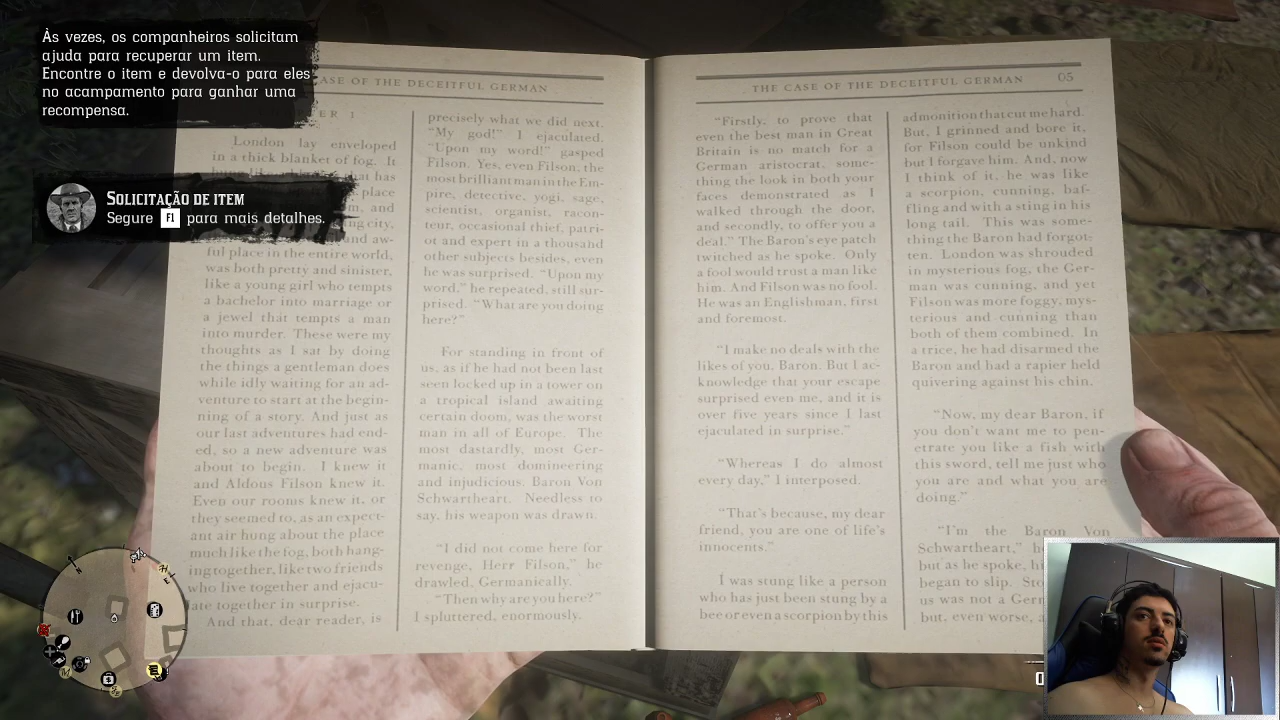 Às vezes, os companheiros solicitam
ajuda para recuperar um item.
Encontre o item e devolva-o para eles
no acampamento para ganhar uma
recompensa.
SOLICITAÇÃO DE ITEM
Segure F1 para mais detalhes.
CASE OF THE DECEITFUL GERMAN
London lay enveloped
in a thick blanket of fog. It
has
place
and
city,
and aw-
ful place in the entire world,
was both pretty and sinister,
like a young girl who tempts
a bachelor into marriage or
a jewel that tempts a man
into murder. These were my
thoughts as I sat by doing
the things a gentleman does
while idly waiting for an ad-
venture to start at the begin-
ning of a story. And just as
our last adventures had end-
ed, so a new adventure was
about to begin. I knew it
and Aldous Filson knew it.
Even our rooms knew it, or
they seemed to, as an expect-
ant air hung about the place
much like the fog, both hang-
ing together, like two friends
who live together and ejacu-
late together in surprise.
And that, dear reader, is
precisely what we did next.
"My god!" I ejaculated.
"Upon my word!" gasped
Filson. Yes, even Filson, the
most brilliant man in the Em-
pire, detective, yogi, sage,
scientist, organist, racon-
teur, occasional thief, patri-
ot and expert in a thousand
other subjects besides, even
he was surprised. "Upon my
word," he repeated, still sur-
prised. "What are you doing
here?"
For standing in front of
us, as if he had not been last
seen locked up in a tower on
a tropical island awaiting
certain doom, was the worst
man in all of Europe. The
most dastardly, most Ger-
manic, most domineering
and injudicious. Baron Von
Schwartheart. Needless to
say, his weapon was drawn.
"I did not come here for
revenge, Herr Filson," he
drawled, Germanically.
"Then why are you here?"
I spluttered, enormously.
THE CASE OF THE DECEITFUL GERMAN 05
"Firstly, to prove that
even the best man in Great
Britain is no match for a
German aristocrat, some-
thing the look in both your
faces demonstrated as I
walked through the door,
and secondly, to offer you a
deal." The Baron's eye patch
twitched as he spoke. Only
a fool would trust a man like
him. And Filson was no fool.
He was an Englishman, first
and foremost.
"I make no deals with the
likes of you, Baron. But I ac-
knowledge that your escape
surprised even me, and it is
over five years since I last
ejaculated in surprise."
"Whereas I do almost
every day," I interposed.
"That's because, my dear
friend, you are one of life's
innocents."
I was stung like a person
who has just been stung by a
bee or even a scorpion by this
admonition that cut me hard.
But, I grinned and bore it,
for Filson could be unkind
but I forgave him. And, now
I think of it, he was like
a scorpion, cunning, baf-
fling and with a sting in his
long tail. This was some-
thing the Baron had forgot-
ten. London was shrouded
in mysterious fog, the Ger-
man was cunning, and yet
Filson was more foggy, mys-
terious and cunning than
both of them combined. In
a trice, he had disarmed the
Baron and had a rapier held
quivering against his chin.
"Now, my dear Baron, if
you don't want me to pen-
etrate you like a fish with
this sword, tell me just who
you are and what you are
doing."
"I'm the Baron Von
Schwartheart,"
but as he spoke,
began to slip.
us was not a
but, even worse,